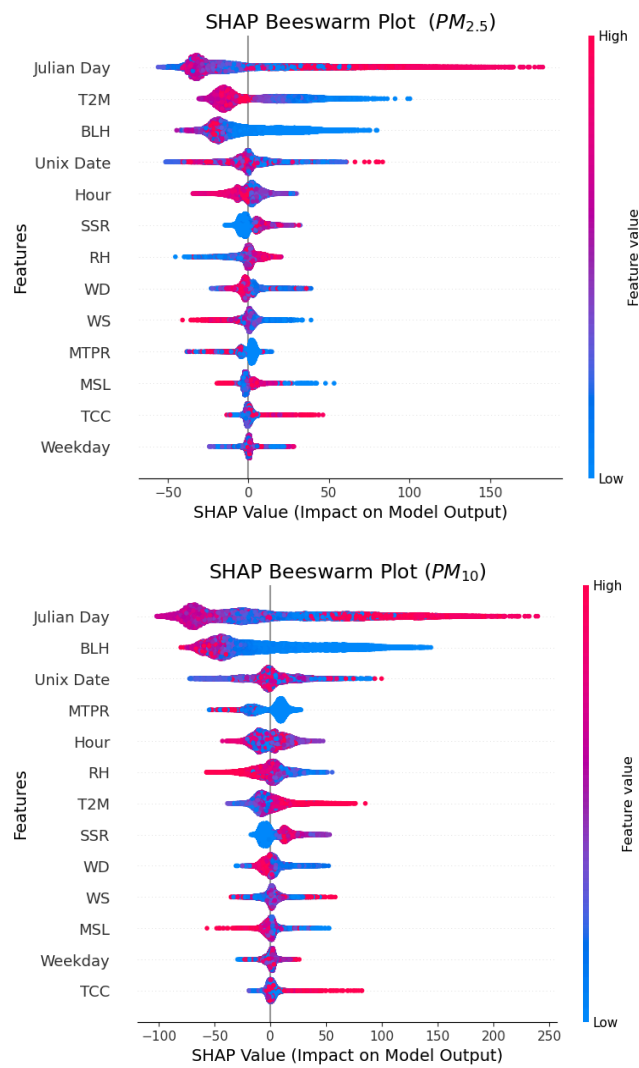 SHAP Beeswarm Plot (PM2.5)
High
Julian Day
T2M
BLH
Unix Date
Hour
SSR
RH
WD
WS
MTPR
MSL
TCC
Weekday
Features
Feature value
Low
−50 0 50 100 150
SHAP Value (Impact on Model Output)
SHAP Beeswarm Plot (PM10)
High
Julian Day
BLH
Unix Date
MTPR
Hour
RH
T2M
SSR
WD
WS
MSL
Weekday
TCC
Features
Feature value
Low
−100 −50 0 50 100 150 200 250
SHAP Value (Impact on Model Output)